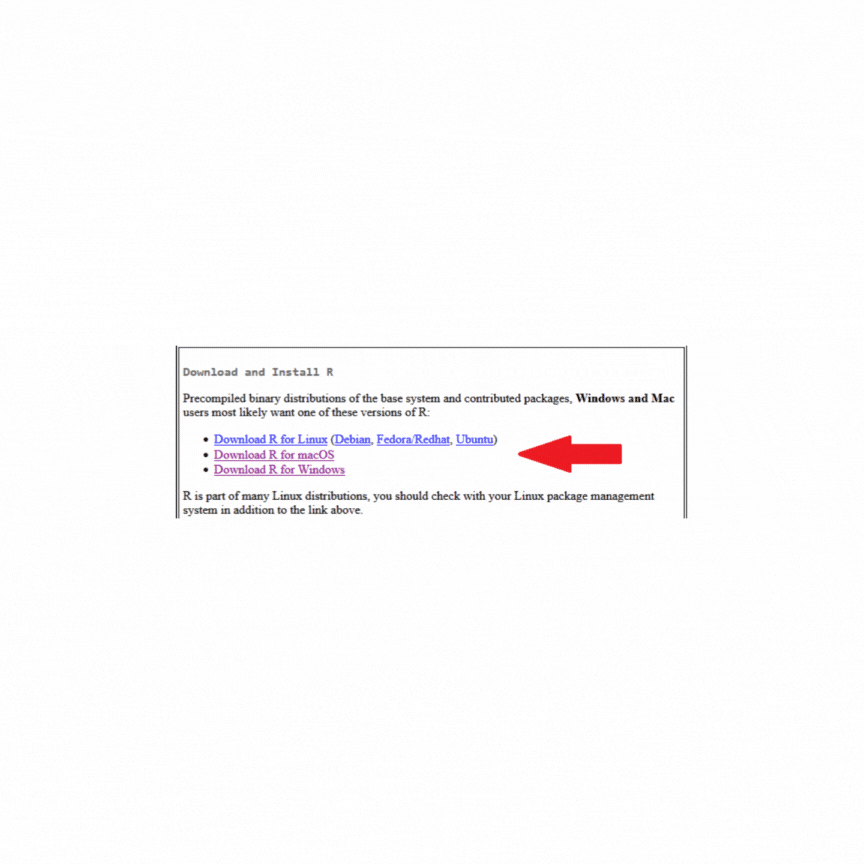 Download and Install R
Precompiled binary distributions of the base system and contributed packages, Windows and Mac
users most likely want one of these versions of R:
• Download R for Linux (Debian, Fedora/Redhat, Ubuntu)
• Download R for macOS
• Download R for Windows
R is part of many Linux distributions, you should check with your Linux package management
system in addition to the link above.